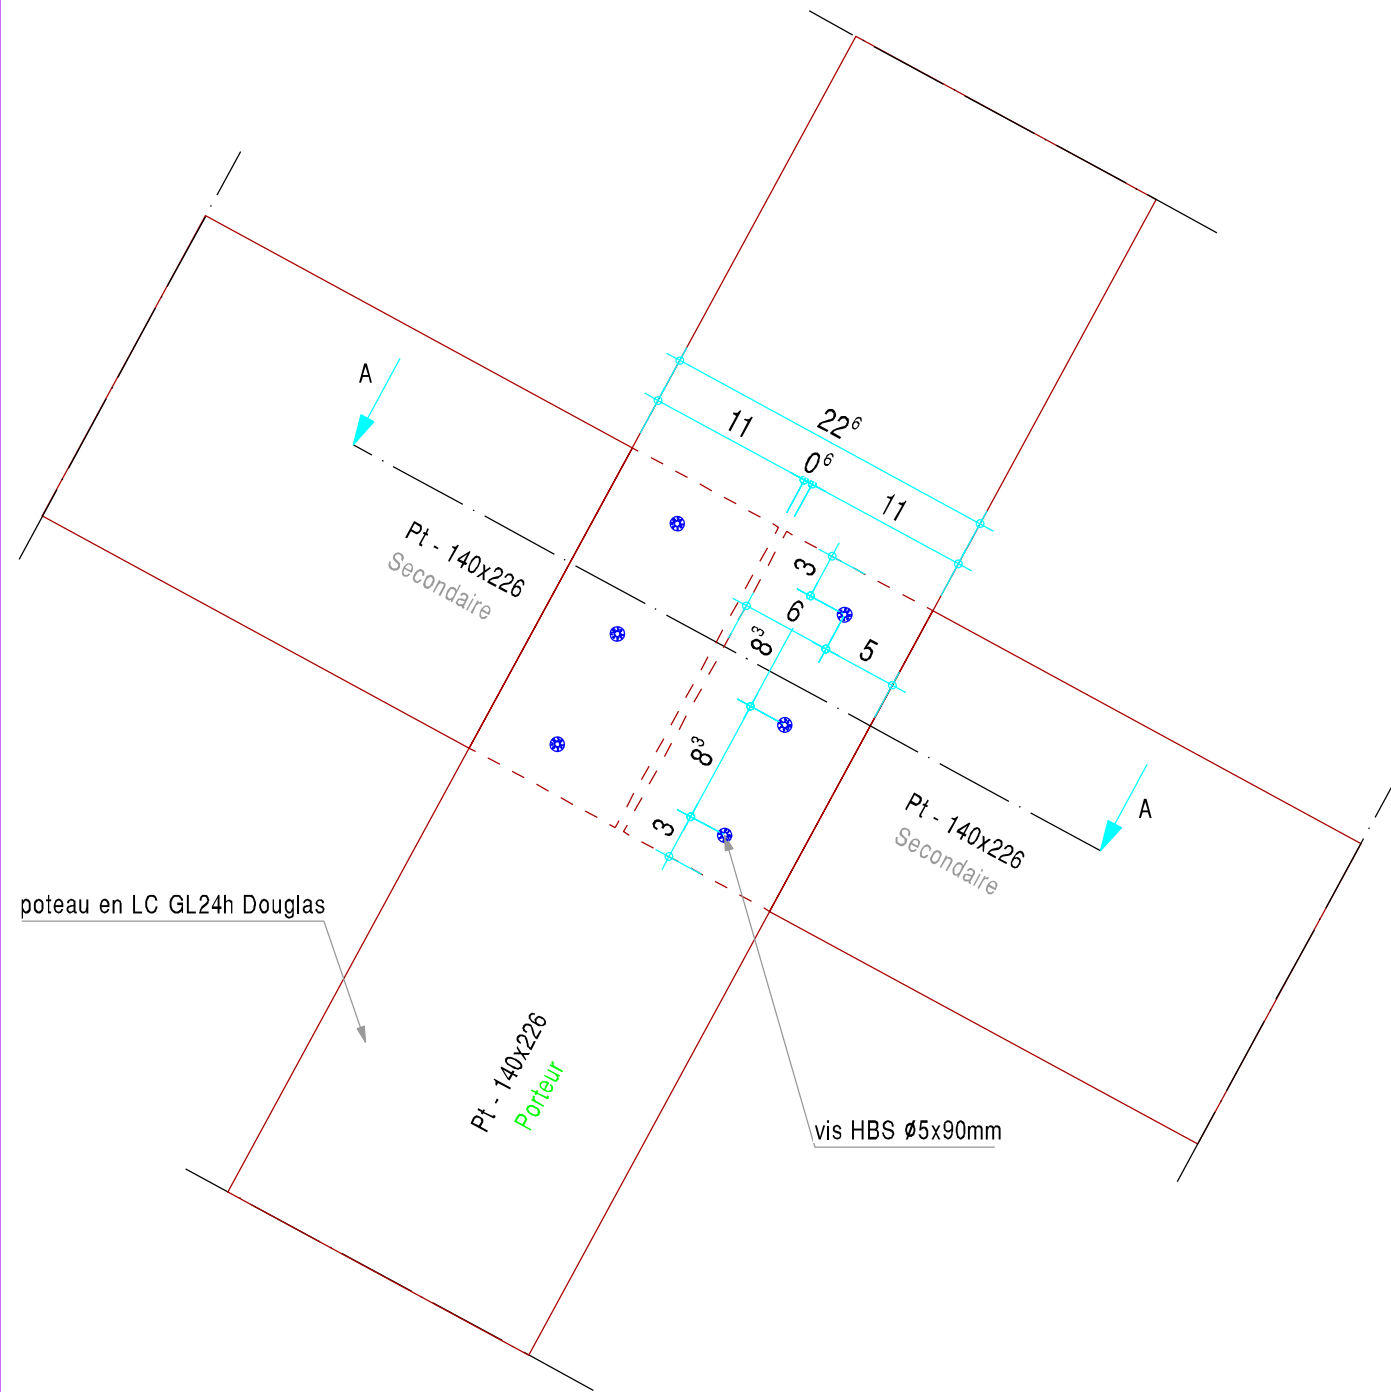 A
22⁶
11
0⁶
11
Pt - 140x226
Secondaire
3
6
8³
5
8³
3
A
Pt - 140x226
Secondaire
poteau en LC GL24h Douglas
Pt - 140x226
Porteur
vis HBS Ø5x90mm